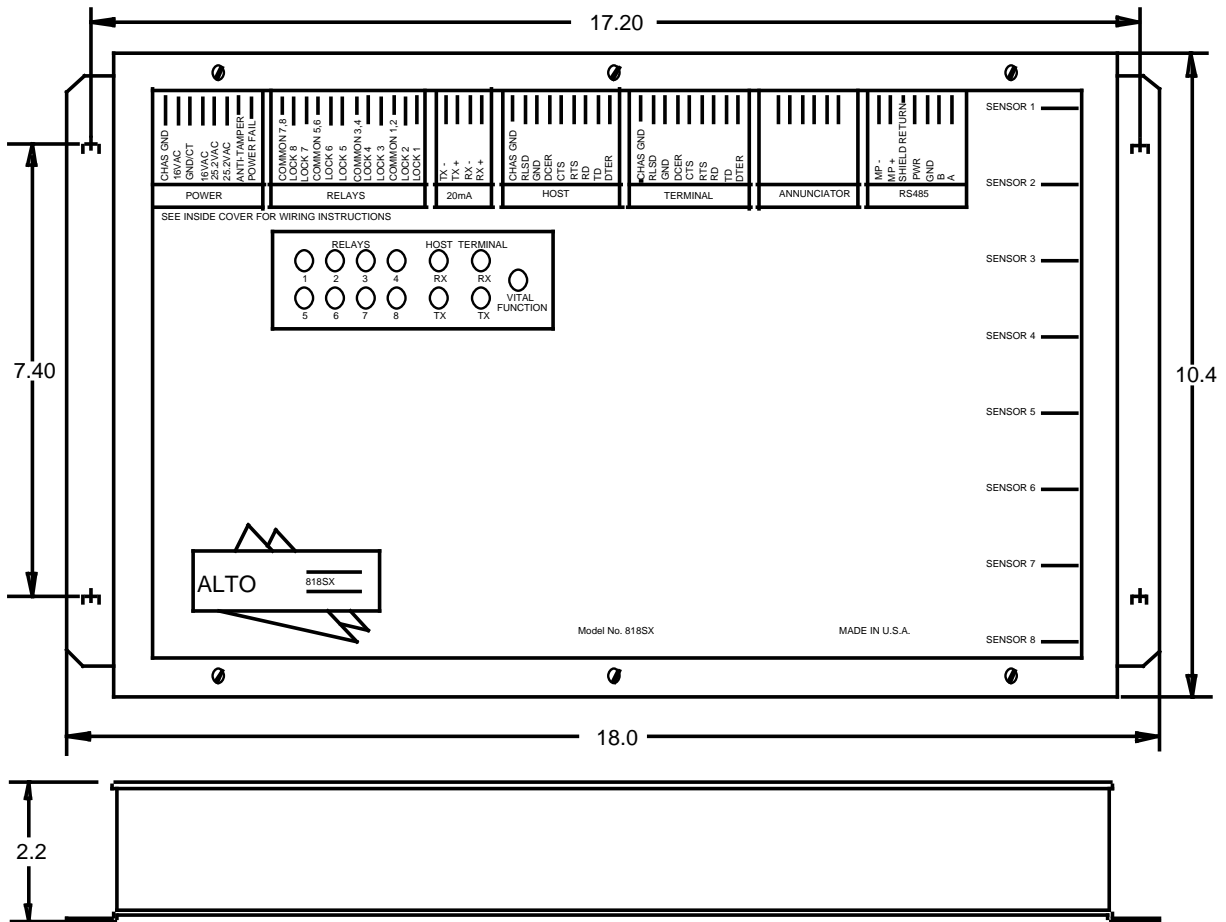 17.20
CHAS GND
16VAC
GND/CT
16VAC
25.2VAC
25.2VAC
ANTI-TAMPER
POWER FAIL
POWER
COMMON 7,8
LOCK 8
LOCK 7
COMMON 5,6
LOCK 6
LOCK 5
COMMON 3,4
LOCK 4
LOCK 3
COMMON 1,2
LOCK 2
LOCK 1
RELAYS
TX -
TX +
RX -
RX +
20mA
CHAS GND
RLSD
GND
DCER
CTS
RTS
RD
TD
DTER
HOST
CHAS GND
RLSD
GND
DCER
CTS
RTS
RD
TD
DTER
TERMINAL
ANNUNCIATOR
MP -
MP +
SHIELD RETURN
PWR
GND
B
A
RS485
SENSOR 1
SENSOR 2
SENSOR 3
SENSOR 4
SENSOR 5
SENSOR 6
SENSOR 7
SENSOR 8
SEE INSIDE COVER FOR WIRING INSTRUCTIONS
RELAYS HOST TERMINAL
1 2 3 4 RX RX
5 6 7 8 TX TX
VITAL
FUNCTION
7.40
10.4
ALTO 818SX
Model No. 818SX
MADE IN U.S.A.
18.0
2.2